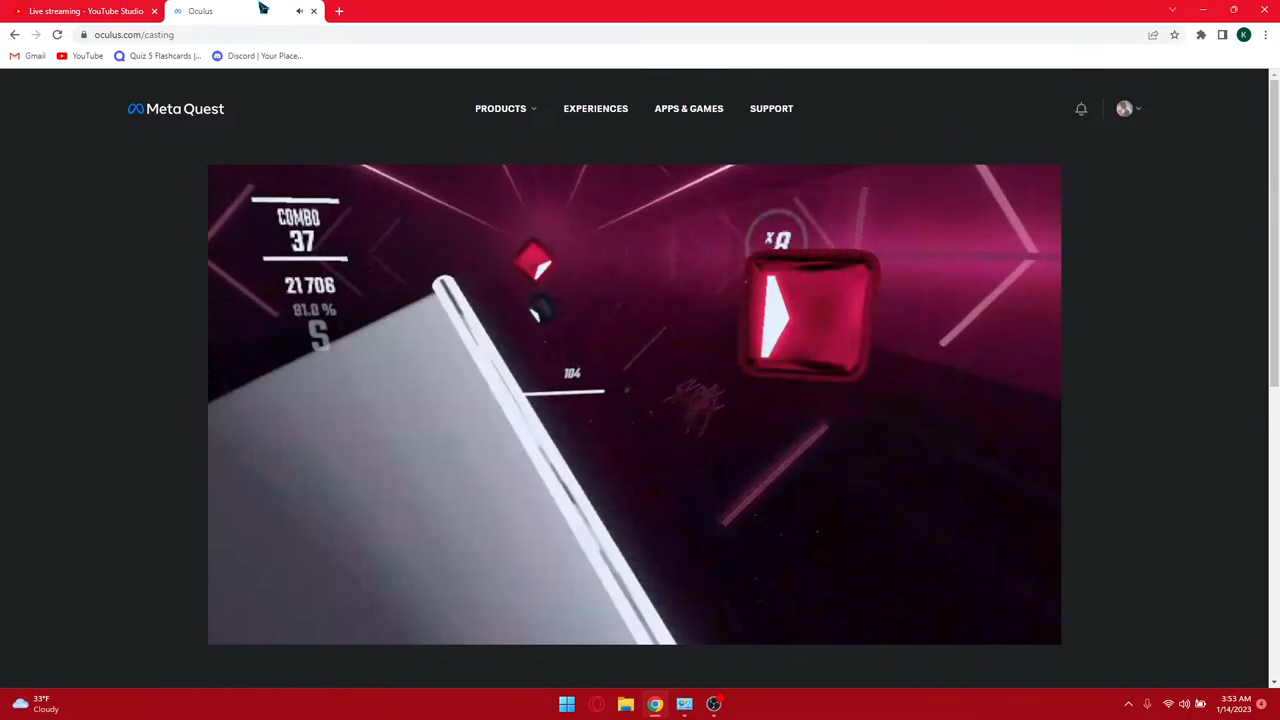 Live streaming - YouTube Studio
Oculus
oculus.com/casting
K
Gmail
YouTube
Quiz 5 Flashcards |...
Discord | Your Place...
Meta Quest
PRODUCTS
EXPERIENCES
APPS & GAMES
SUPPORT
COMBO
37
21 706
81.0 %
S
x8
104
33°F
Cloudy
3:53 AM
1/14/2023
4